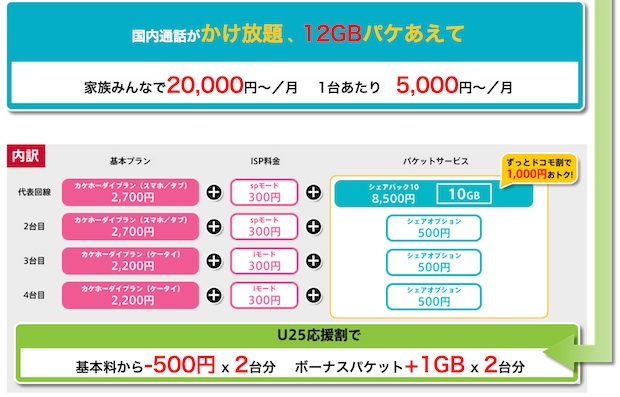 国内通話がかけ放題、12GBパケあえて
家族みんなで20,000円〜／月 1台あたり 5,000円〜／月
内訳
基本プラン ISP料金 パケットサービス
ずっとドコモ割で
1,000円おトク!
代表回線 カケホーダイプラン（スマホ／タブ） 2,700円 + spモード 300円 + シェアパック10 8,500円 10GB
2台目 カケホーダイプラン（スマホ／タブ） 2,700円 + spモード 300円 + シェアオプション 500円
3台目 カケホーダイプラン（ケータイ） 2,200円 + iモード 300円 + シェアオプション 500円
4台目 カケホーダイプラン（ケータイ） 2,200円 + iモード 300円 + シェアオプション 500円
U25応援割で
基本料から-500円 x 2台分 ボーナスパケット+1GB x 2台分